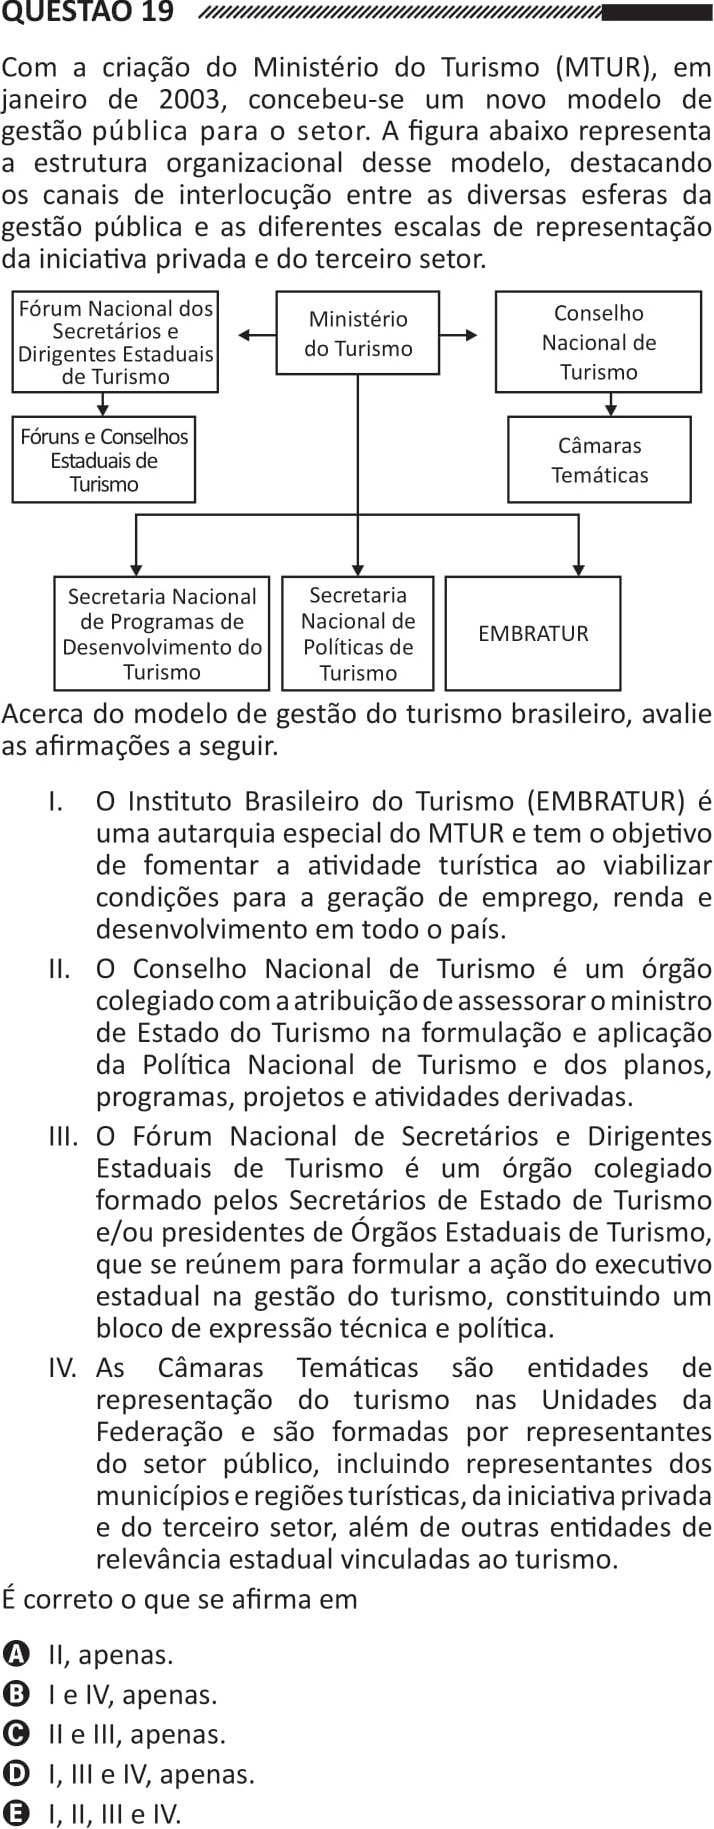 QUESTÃO 19
Com a criação do Ministério do Turismo (MTUR), em
janeiro de 2003, concebeu-se um novo modelo de
gestão pública para o setor. A figura abaixo representa
a estrutura organizacional desse modelo, destacando
os canais de interlocução entre as diversas esferas da
gestão pública e as diferentes escalas de representação
da iniciativa privada e do terceiro setor.
Fórum Nacional dos
Secretários e
Dirigentes Estaduais
de Turismo
Ministério
do Turismo
Conselho
Nacional de
Turismo
Fóruns e Conselhos
Estaduais de
Turismo
Câmaras
Temáticas
Secretaria Nacional
de Programas de
Desenvolvimento do
Turismo
Secretaria
Nacional de
Políticas de
Turismo
EMBRATUR
Acerca do modelo de gestão do turismo brasileiro, avalie
as afirmações a seguir.
I. O Instituto Brasileiro do Turismo (EMBRATUR) é
uma autarquia especial do MTUR e tem o objetivo
de fomentar a atividade turística ao viabilizar
condições para a geração de emprego, renda e
desenvolvimento em todo o país.
II. O Conselho Nacional de Turismo é um órgão
colegiado com a atribuição de assessorar o ministro
de Estado do Turismo na formulação e aplicação
da Política Nacional de Turismo e dos planos,
programas, projetos e atividades derivadas.
III. O Fórum Nacional de Secretários e Dirigentes
Estaduais de Turismo é um órgão colegiado
formado pelos Secretários de Estado de Turismo
e/ou presidentes de Órgãos Estaduais de Turismo,
que se reúnem para formular a ação do executivo
estadual na gestão do turismo, constituindo um
bloco de expressão técnica e política.
IV. As Câmaras Temáticas são entidades de
representação do turismo nas Unidades da
Federação e são formadas por representantes
do setor público, incluindo representantes dos
municípios e regiões turísticas, da iniciativa privada
e do terceiro setor, além de outras entidades de
relevância estadual vinculadas ao turismo.
É correto o que se afirma em
A II, apenas.
B I e IV, apenas.
C II e III, apenas.
D I, III e IV, apenas.
E I, II, III e IV.